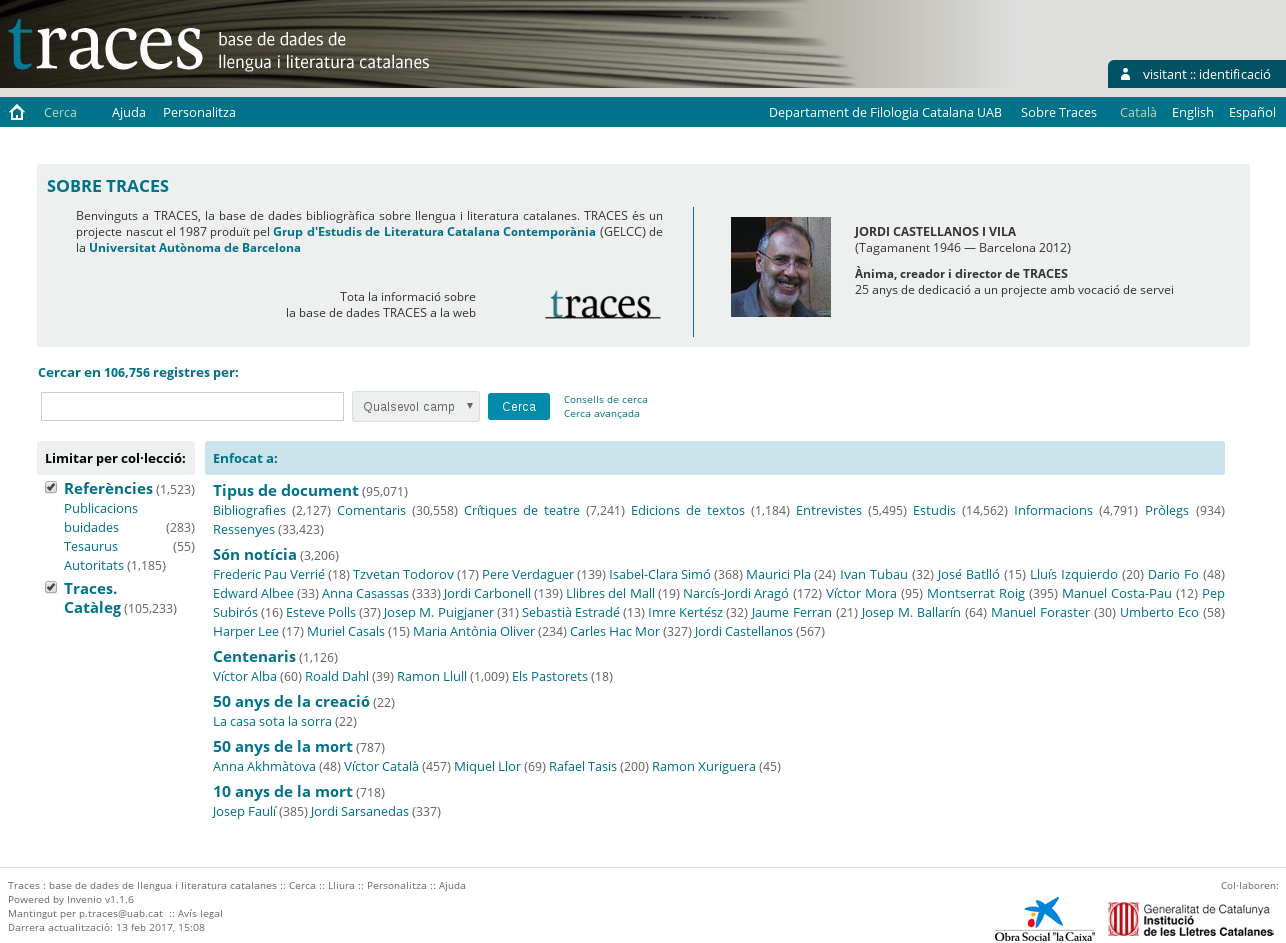 traces base de dades de
llengua i literatura catalanes
visitant :: identificació
Cerca Ajuda Personalitza Departament de Filologia Catalana UAB Sobre Traces Català English Español
SOBRE TRACES
Benvinguts a TRACES, la base de dades bibliogràfica sobre llengua i literatura catalanes. TRACES és un
projecte nascut el 1987 produït pel Grup d'Estudis de Literatura Catalana Contemporània (GELCC) de
la Universitat Autònoma de Barcelona
Tota la informació sobre
la base de dades TRACES a la web
traces
JORDI CASTELLANOS I VILA
(Tagamanent 1946 — Barcelona 2012)
Ànima, creador i director de TRACES
25 anys de dedicació a un projecte amb vocació de servei
Cercar en 106,756 registres per:
Qualsevol camp Cerca
Consells de cerca
Cerca avançada
Limitar per col·lecció:
Referències (1,523)
Publicacions
buidades (283)
Tesaurus (55)
Autoritats (1,185)
Traces.
Catàleg (105,233)
Enfocat a:
Tipus de document (95,071)
Bibliografies (2,127) Comentaris (30,558) Crítiques de teatre (7,241) Edicions de textos (1,184) Entrevistes (5,495) Estudis (14,562) Informacions (4,791) Pròlegs (934)
Ressenyes (33,423)
Són notícia (3,206)
Frederic Pau Verrié (18) Tzvetan Todorov (17) Pere Verdaguer (139) Isabel-Clara Simó (368) Maurici Pla (24) Ivan Tubau (32) José Batlló (15) Lluís Izquierdo (20) Dario Fo (48)
Edward Albee (33) Anna Casassas (333) Jordi Carbonell (139) Llibres del Mall (19) Narcís-Jordi Aragó (172) Víctor Mora (95) Montserrat Roig (395) Manuel Costa-Pau (12) Pep
Subirós (16) Esteve Polls (37) Josep M. Puigjaner (31) Sebastià Estradé (13) Imre Kertész (32) Jaume Ferran (21) Josep M. Ballarín (64) Manuel Foraster (30) Umberto Eco (58)
Harper Lee (17) Muriel Casals (15) Maria Antònia Oliver (234) Carles Hac Mor (327) Jordi Castellanos (567)
Centenaris (1,126)
Víctor Alba (60) Roald Dahl (39) Ramon Llull (1,009) Els Pastorets (18)
50 anys de la creació (22)
La casa sota la sorra (22)
50 anys de la mort (787)
Anna Akhmàtova (48) Víctor Català (457) Miquel Llor (69) Rafael Tasis (200) Ramon Xuriguera (45)
10 anys de la mort (718)
Josep Faulí (385) Jordi Sarsanedas (337)
Traces : base de dades de llengua i literatura catalanes :: Cerca :: Lliura :: Personalitza :: Ajuda
Powered by Invenio v1.1.6
Mantingut per p.traces@uab.cat :: Avís legal
Darrera actualització: 13 feb 2017, 15:08
Col·laboren:
Obra Social "la Caixa"
Generalitat de Catalunya
Institució
de les Lletres Catalanes